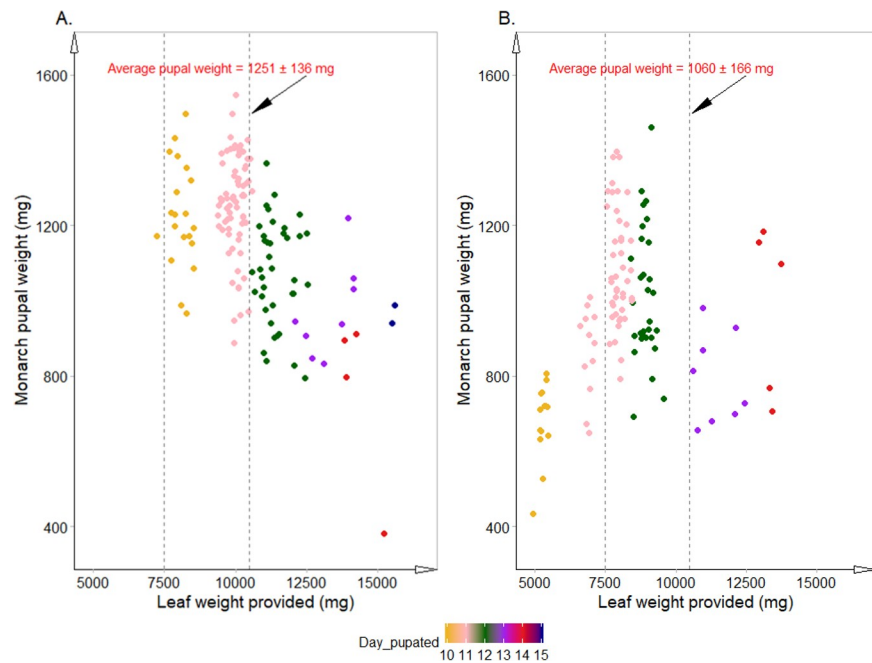 A.
B.
Average pupal weight = 1251 ± 136 mg
Average pupal weight = 1060 ± 166 mg
Monarch pupal weight (mg)
1600
1200
800
400
5000 7500 10000 12500 15000
Leaf weight provided (mg)
Monarch pupal weight (mg)
1600
1200
800
400
5000 7500 10000 12500 15000
Leaf weight provided (mg)
Day_pupated
10 11 12 13 14 15